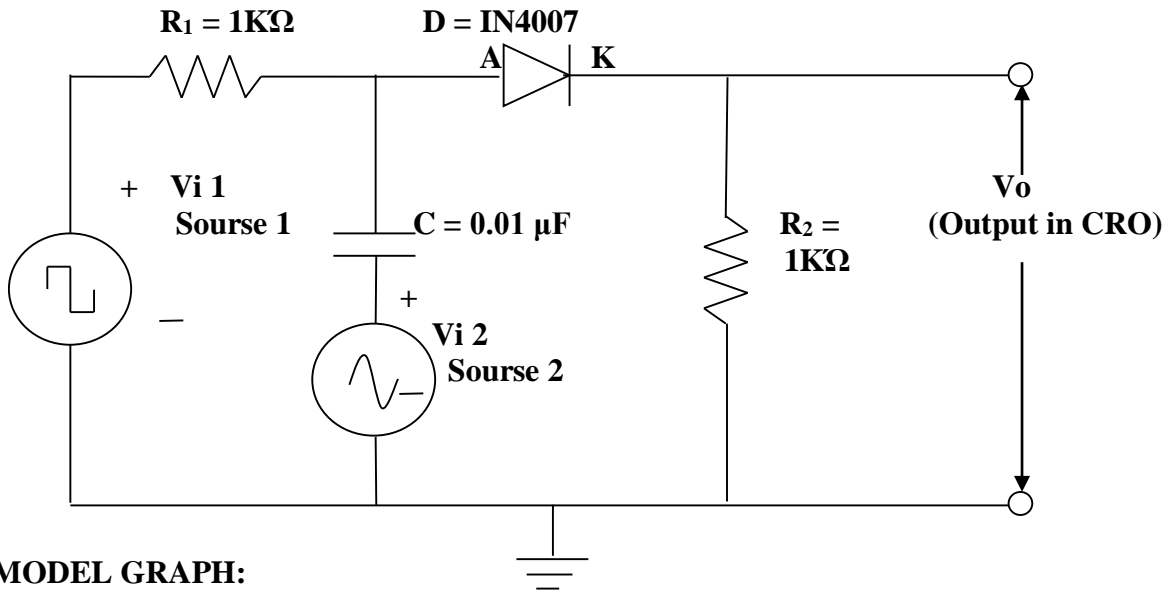 R₁ = 1KΏ
D = IN4007
A
K
+ Vi 1
Sourse 1
—
C = 0.01 µF
+
Vi 2
Sourse 2
—
R₂ =
1KΏ
Vo
(Output in CRO)
MODEL GRAPH: